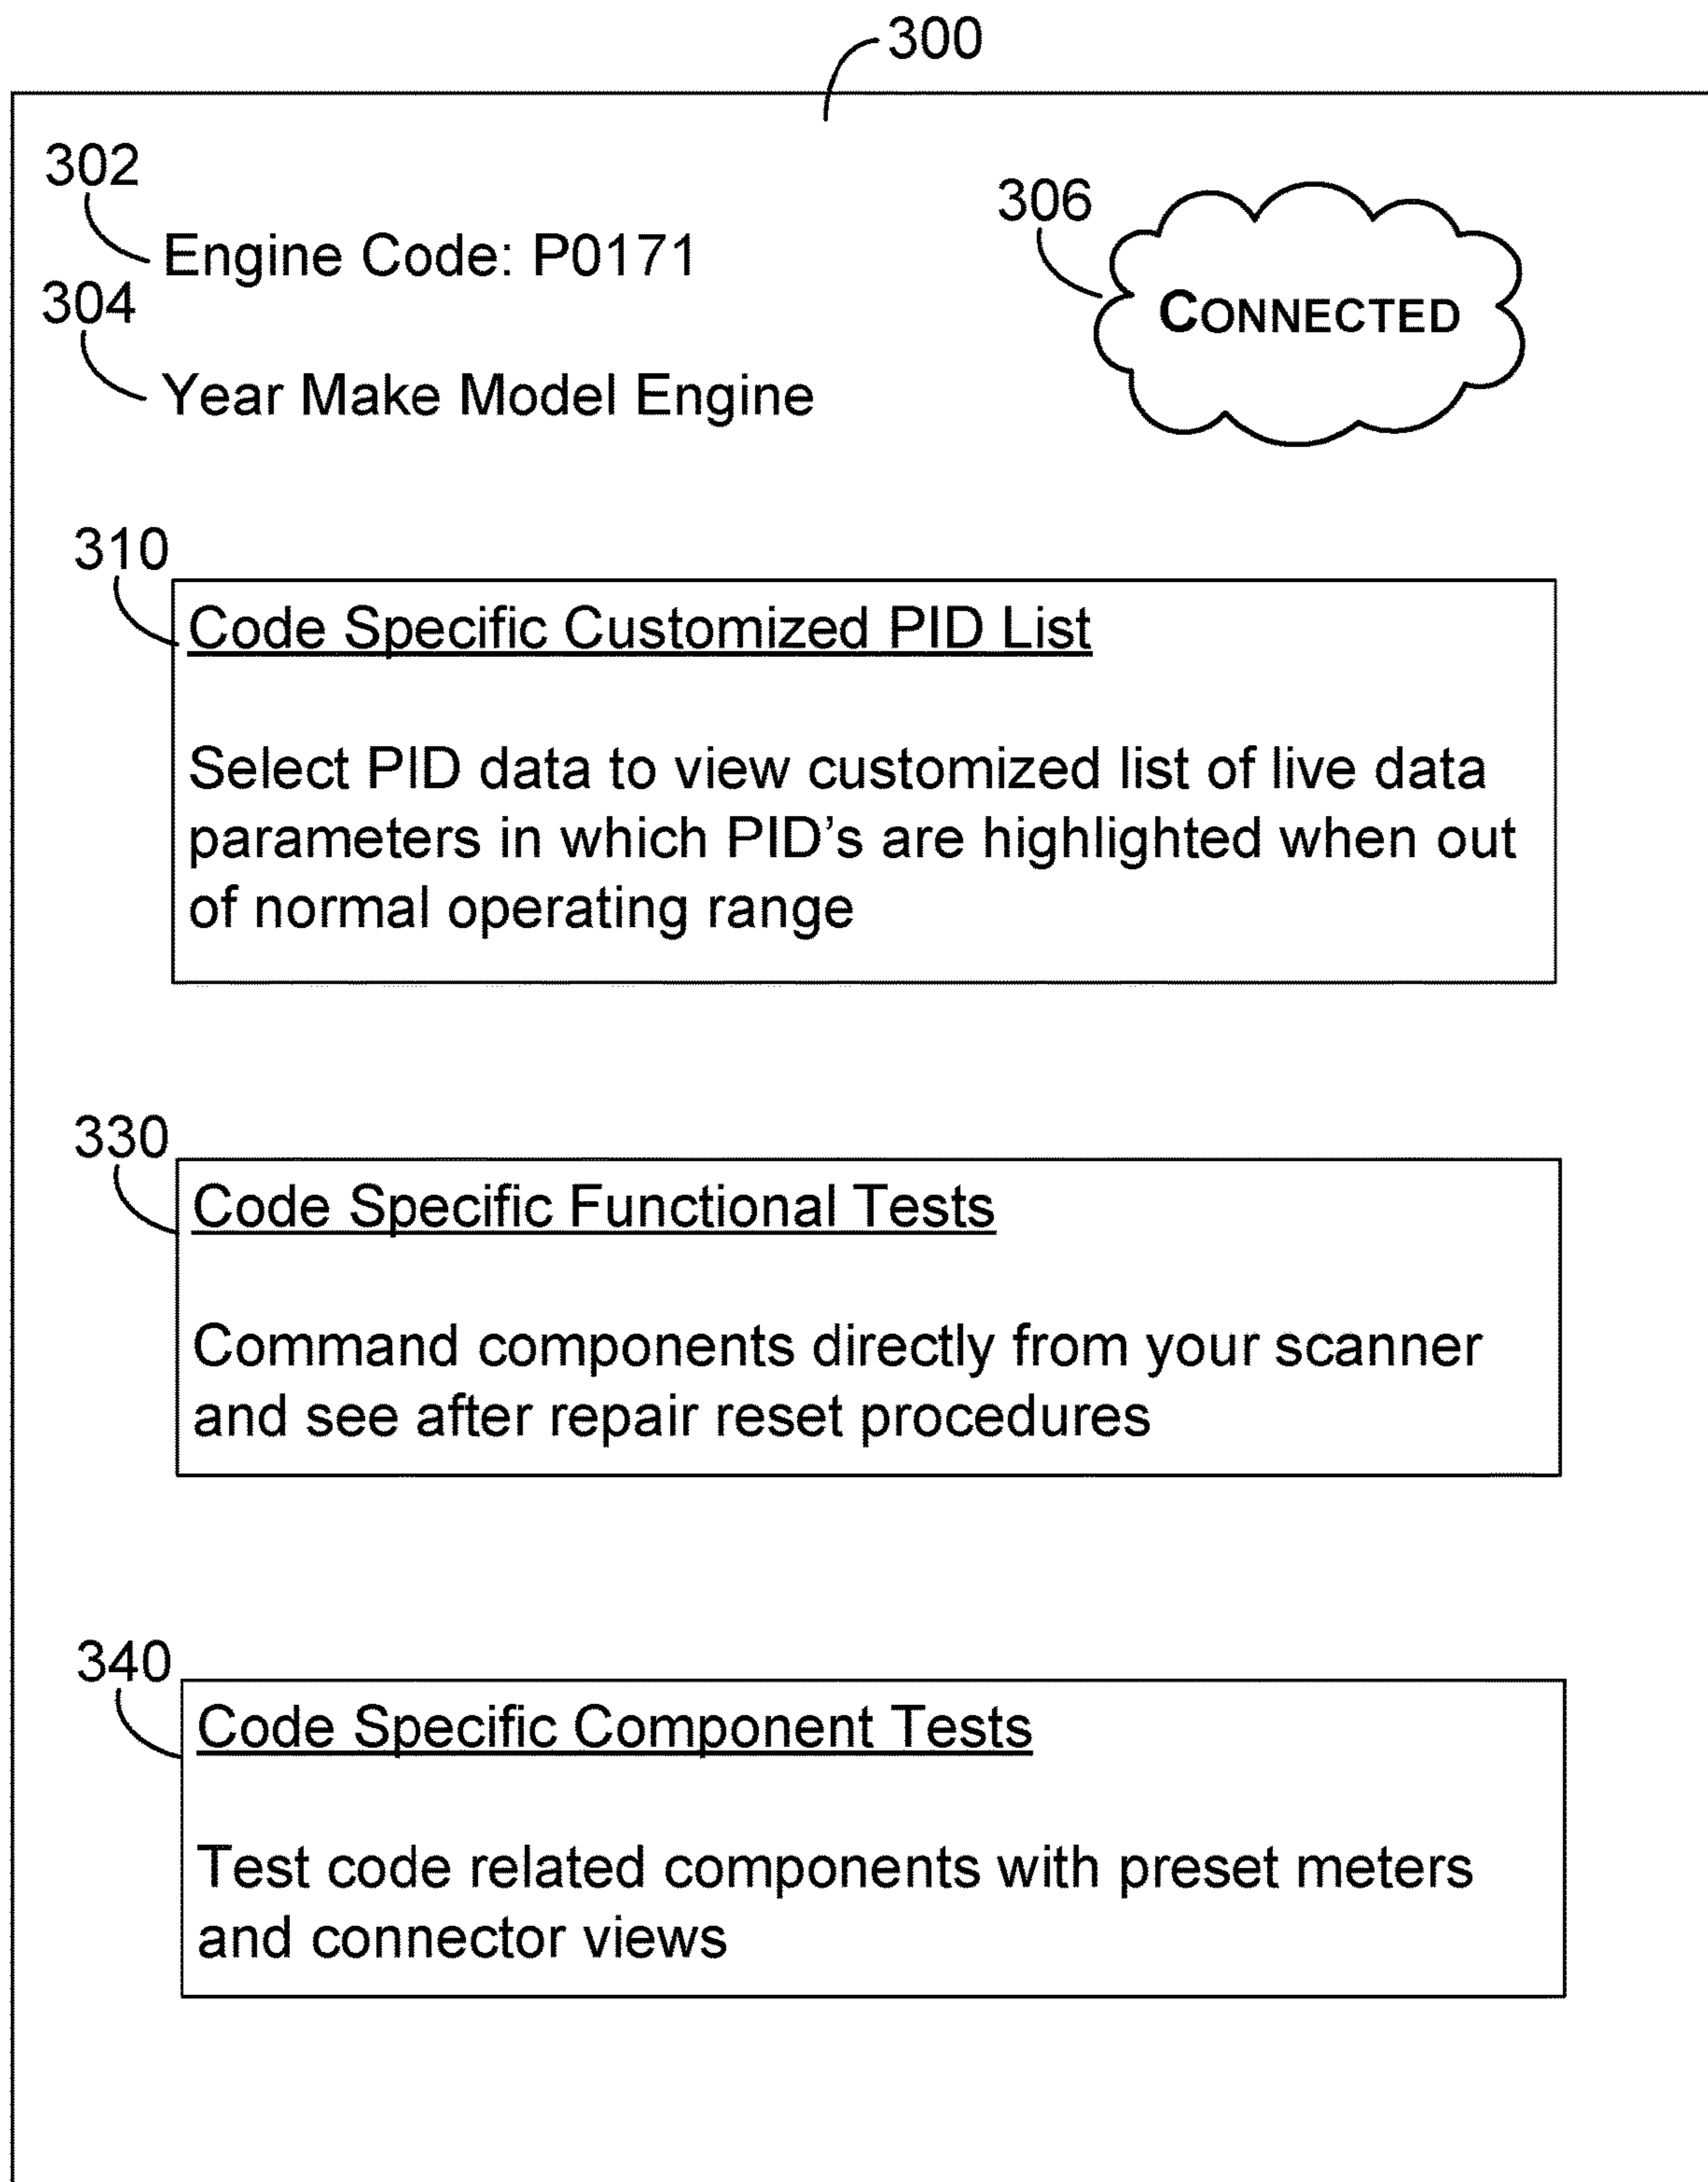 300
302
Engine Code: P0171
304
Year Make Model Engine
306
CONNECTED
310
Code Specific Customized PID List
Select PID data to view customized list of live data
parameters in which PID's are highlighted when out
of normal operating range
330
Code Specific Functional Tests
Command components directly from your scanner
and see after repair reset procedures
340
Code Specific Component Tests
Test code related components with preset meters
and connector views